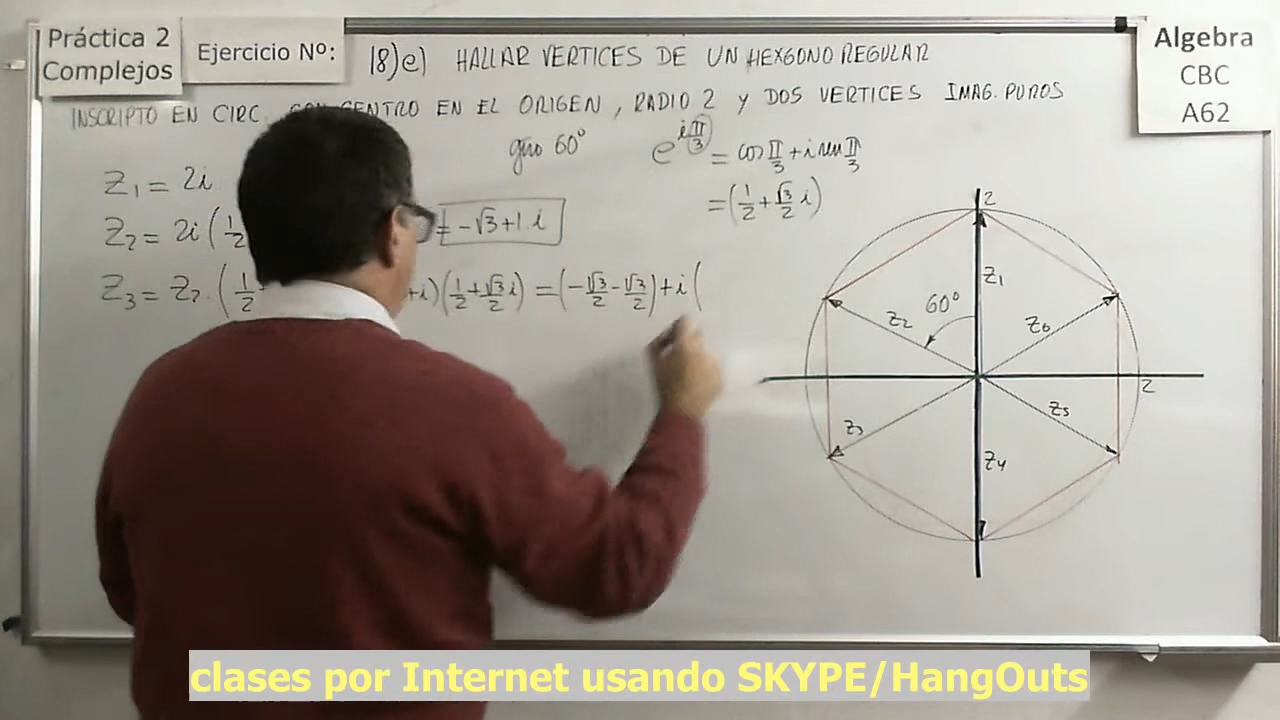 Práctica 2
Complejos
Ejercicio Nº:
18)e) HALLAR VERTICES DE UN HEXGONO REGULAR
INSCRIPTO EN CIRC. CENTRO EN EL ORIGEN, RADIO 2 Y DOS VERTICES IMAG. PUROS
Algebra
CBC
A62
giro 60°
e^{iπ/3} = cos π/3 + i sen π/3
= (1/2 + √3/2 i)
Z1 = 2i
Z2 = 2i (1/2 = -√3+1.i
Z3 = Z2 . (1/2 +i)(1/2 + √3/2 i) = (-√3/2 - √3/2) + i (
2
Z1
60°
Z2
Z6
2
Z3
Z5
Z4
clases por Internet usando SKYPE/HangOuts